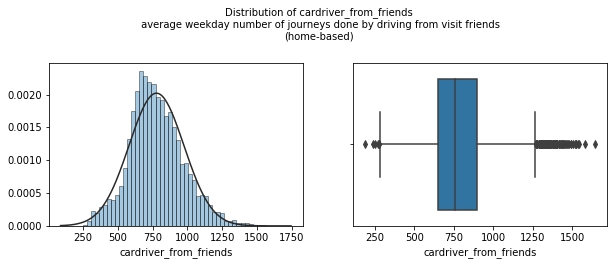 Distribution of cardriver_from_friends
average weekday number of journeys done by driving from visit friends
(home-based)
0.0020
0.0015
0.0010
0.0005
0.0000
250 500 750 1000 1250 1500 1750
cardriver_from_friends
250 500 750 1000 1250 1500
cardriver_from_friends